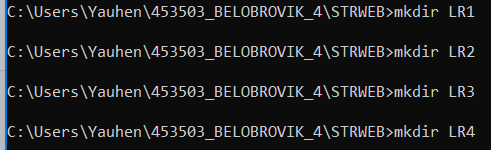 C:\Users\Yauhen\453503_BELOBROVIK_4\STRWEB>mkdir LR1
C:\Users\Yauhen\453503_BELOBROVIK_4\STRWEB>mkdir LR2
C:\Users\Yauhen\453503_BELOBROVIK_4\STRWEB>mkdir LR3
C:\Users\Yauhen\453503_BELOBROVIK_4\STRWEB>mkdir LR4